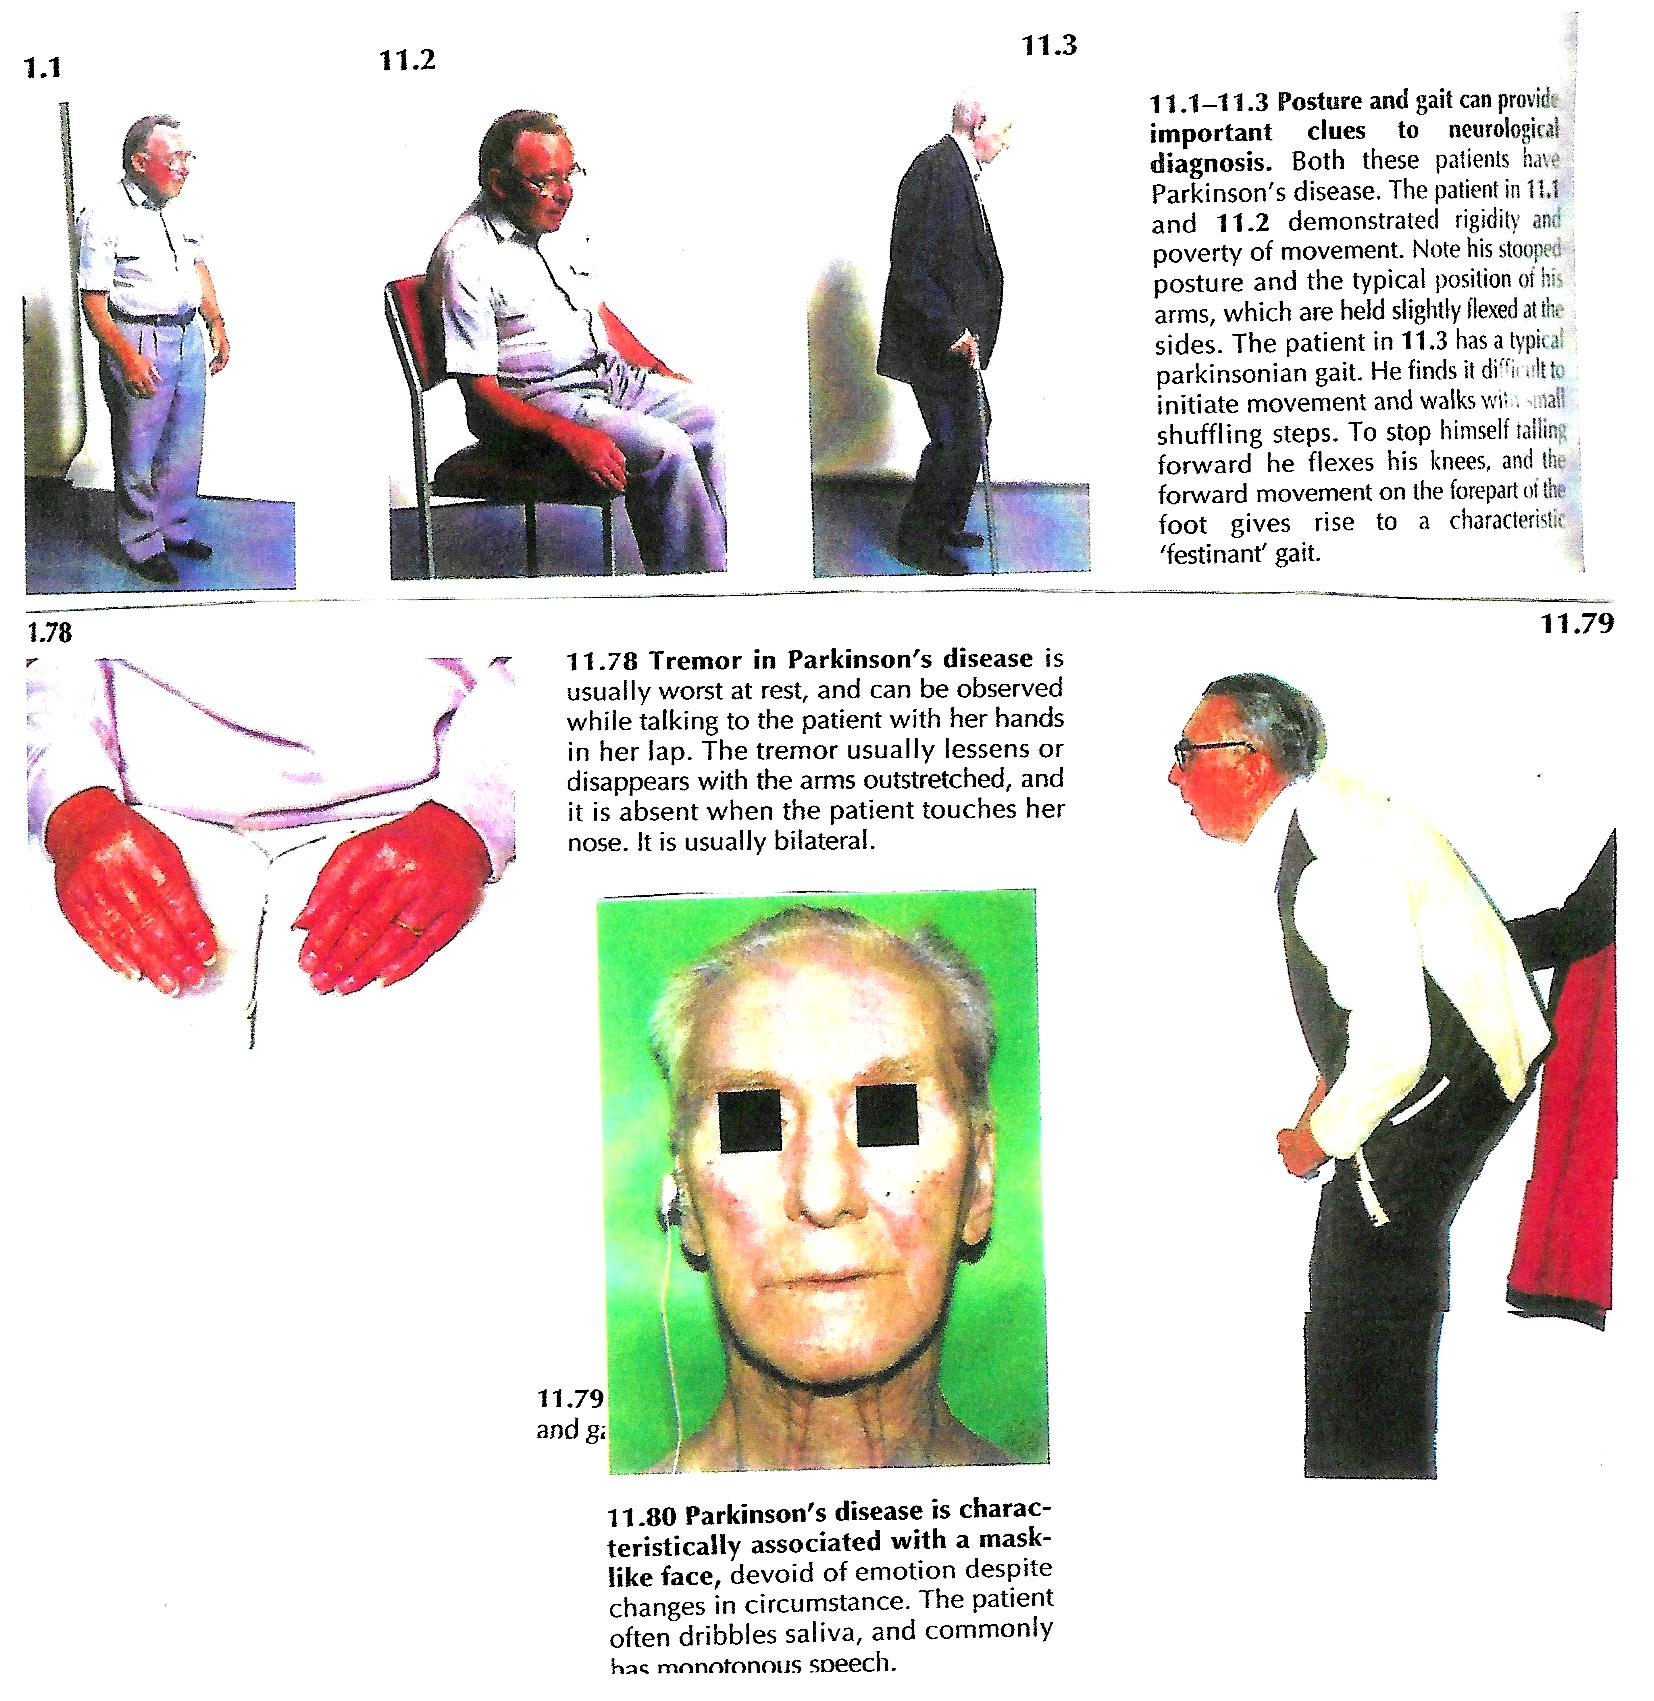 1.1
11.2
11.3
11.1–11.3 Posture and gait can provide
important clues to neurological
diagnosis. Both these patients have
Parkinson's disease. The patient in 11.1
and 11.2 demonstrated rigidity and
poverty of movement. Note his stooped
posture and the typical position of his
arms, which are held slightly flexed at the
sides. The patient in 11.3 has a typical
parkinsonian gait. He finds it difficult to
initiate movement and walks with small
shuffling steps. To stop himself falling
forward he flexes his knees, and the
forward movement on the forepart of the
foot gives rise to a characteristic
'festinant' gait.
1.78
11.78 Tremor in Parkinson's disease is
usually worst at rest, and can be observed
while talking to the patient with her hands
in her lap. The tremor usually lessens or
disappears with the arms outstretched, and
it is absent when the patient touches her
nose. It is usually bilateral.
11.79
11.79
and
11.80 Parkinson's disease is charac-
teristically associated with a mask-
like face, devoid of emotion despite
changes in circumstance. The patient
often dribbles saliva, and commonly
has monotonous speech.